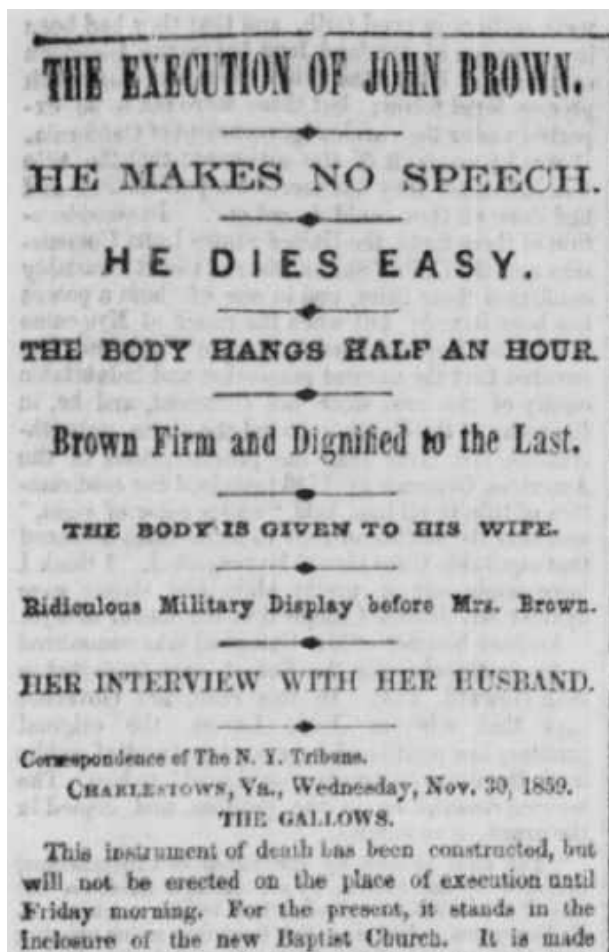 THE EXECUTION OF JOHN BROWN.
HE MAKES NO SPEECH.
HE DIES EASY.
THE BODY HANGS HALF AN HOUR.
Brown Firm and Dignified to the Last.
THE BODY IS GIVEN TO HIS WIFE.
Ridiculous Military Display before Mrs. Brown.
HER INTERVIEW WITH HER HUSBAND.
Correspondence of The N. Y. Tribune.
CHARLESTOWN, Va., Wednesday, Nov. 30, 1859.
THE GALLOWS.
This instrument of death has been constructed, but
will not be erected on the place of execution until
Friday morning. For the present, it stands in the
inclosure of the new Baptist Church. It is made